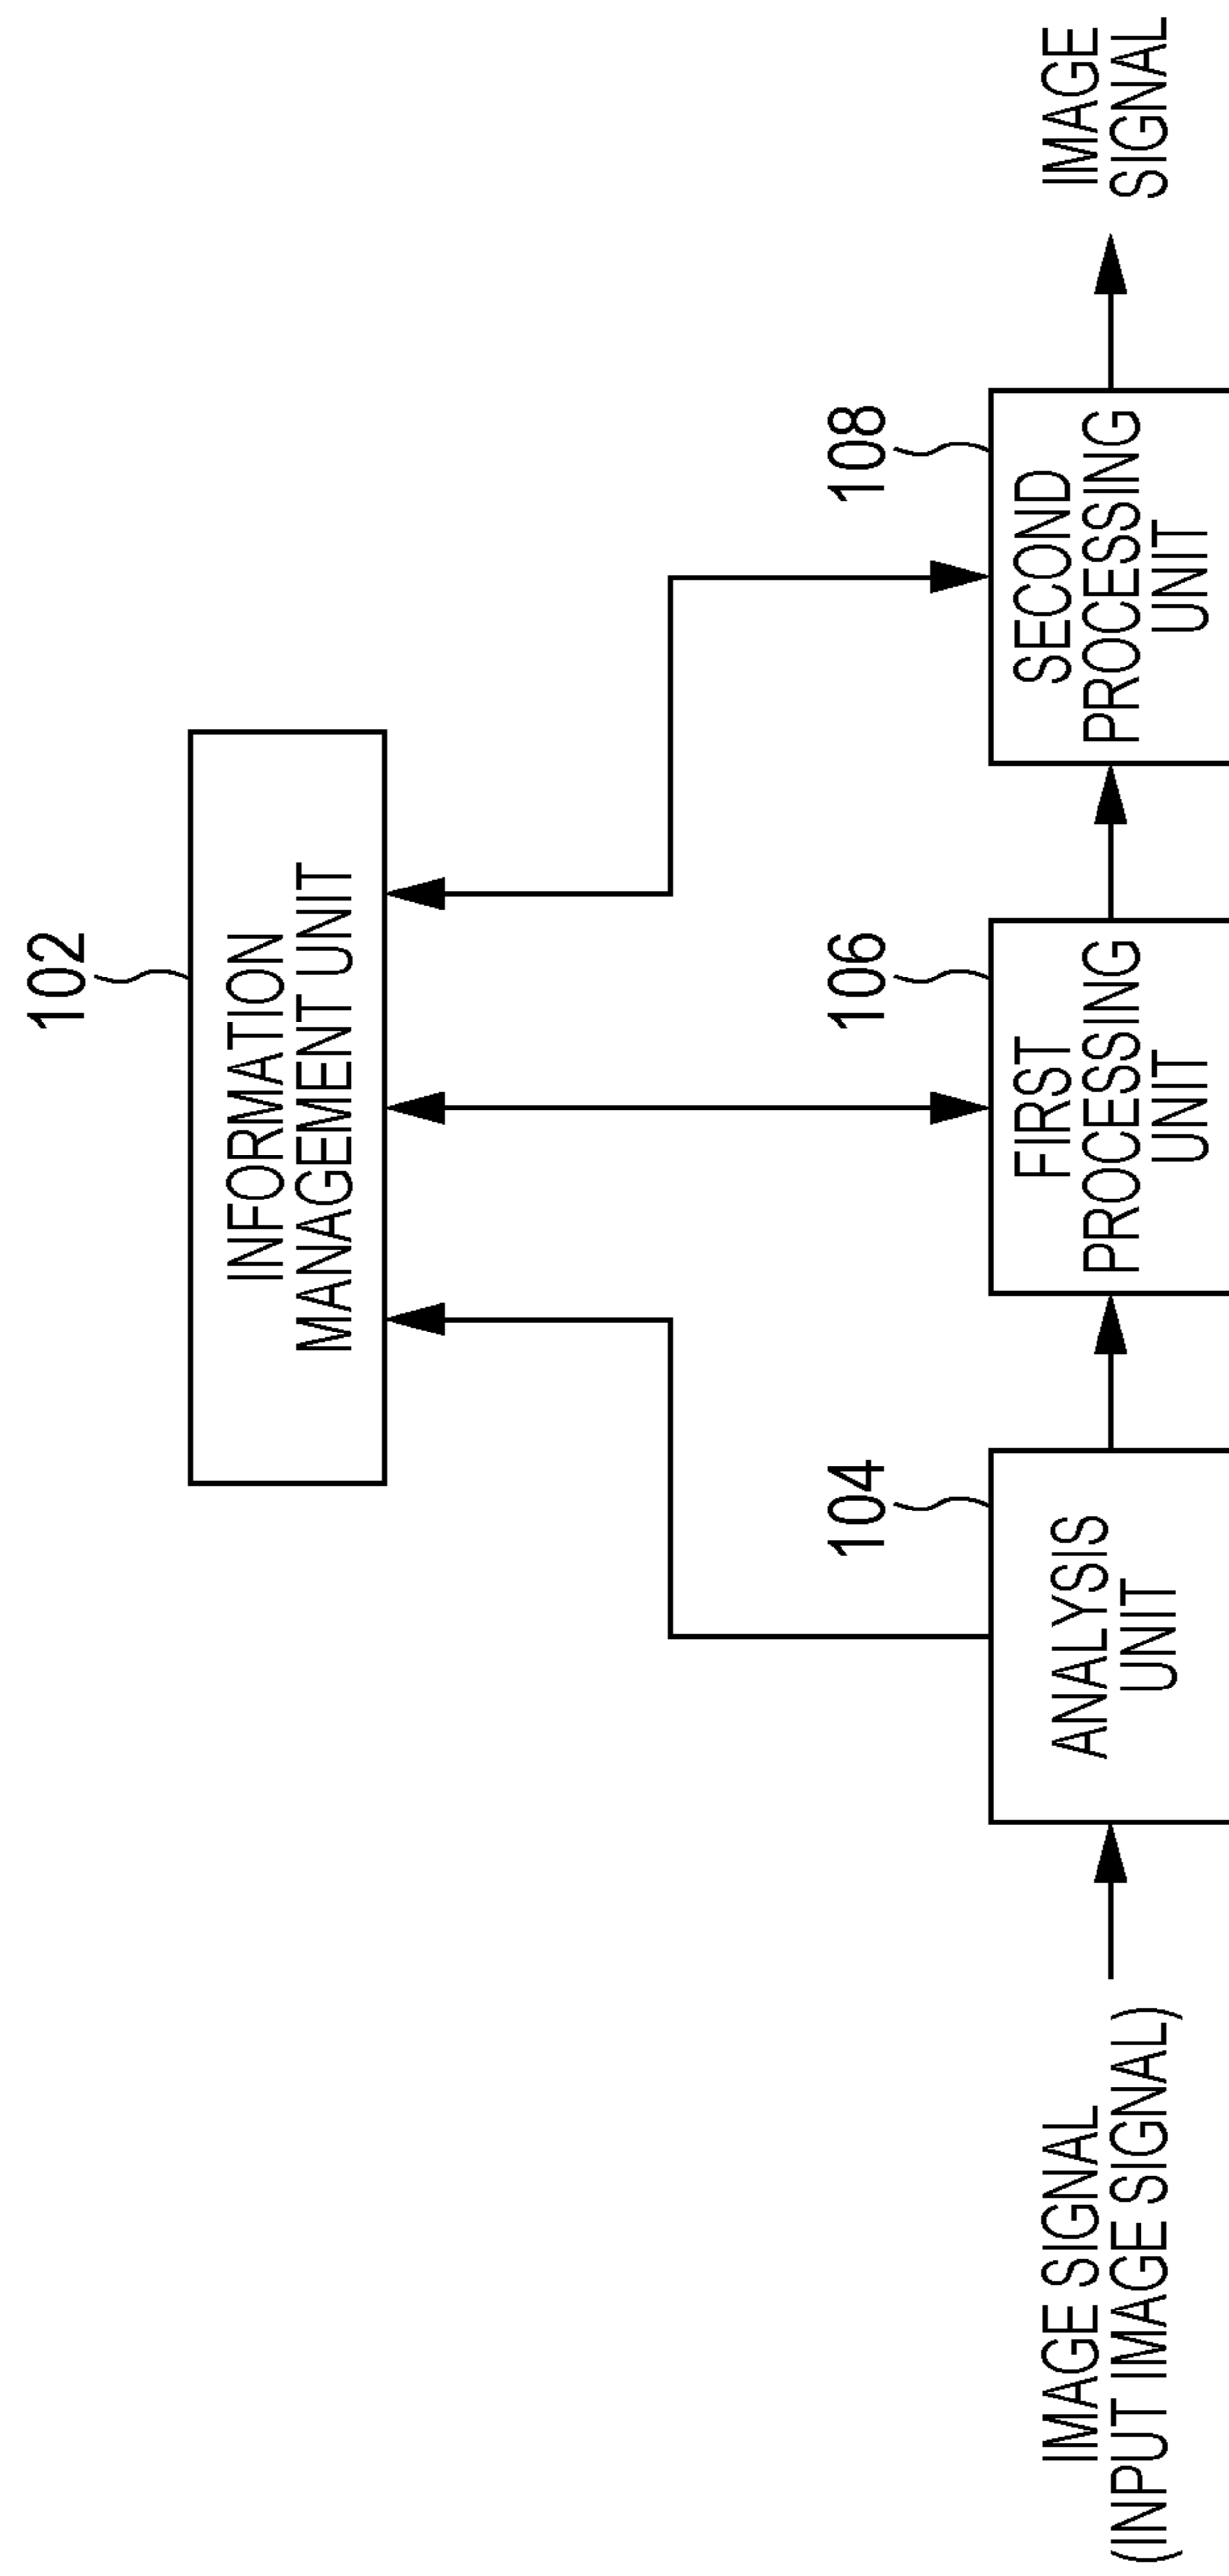 102
INFORMATION
MANAGEMENT UNIT
104
106
108
IMAGE SIGNAL
(INPUT IMAGE SIGNAL)
ANALYSIS
UNIT
FIRST
PROCESSING
UNIT
SECOND
PROCESSING
UNIT
IMAGE
SIGNAL